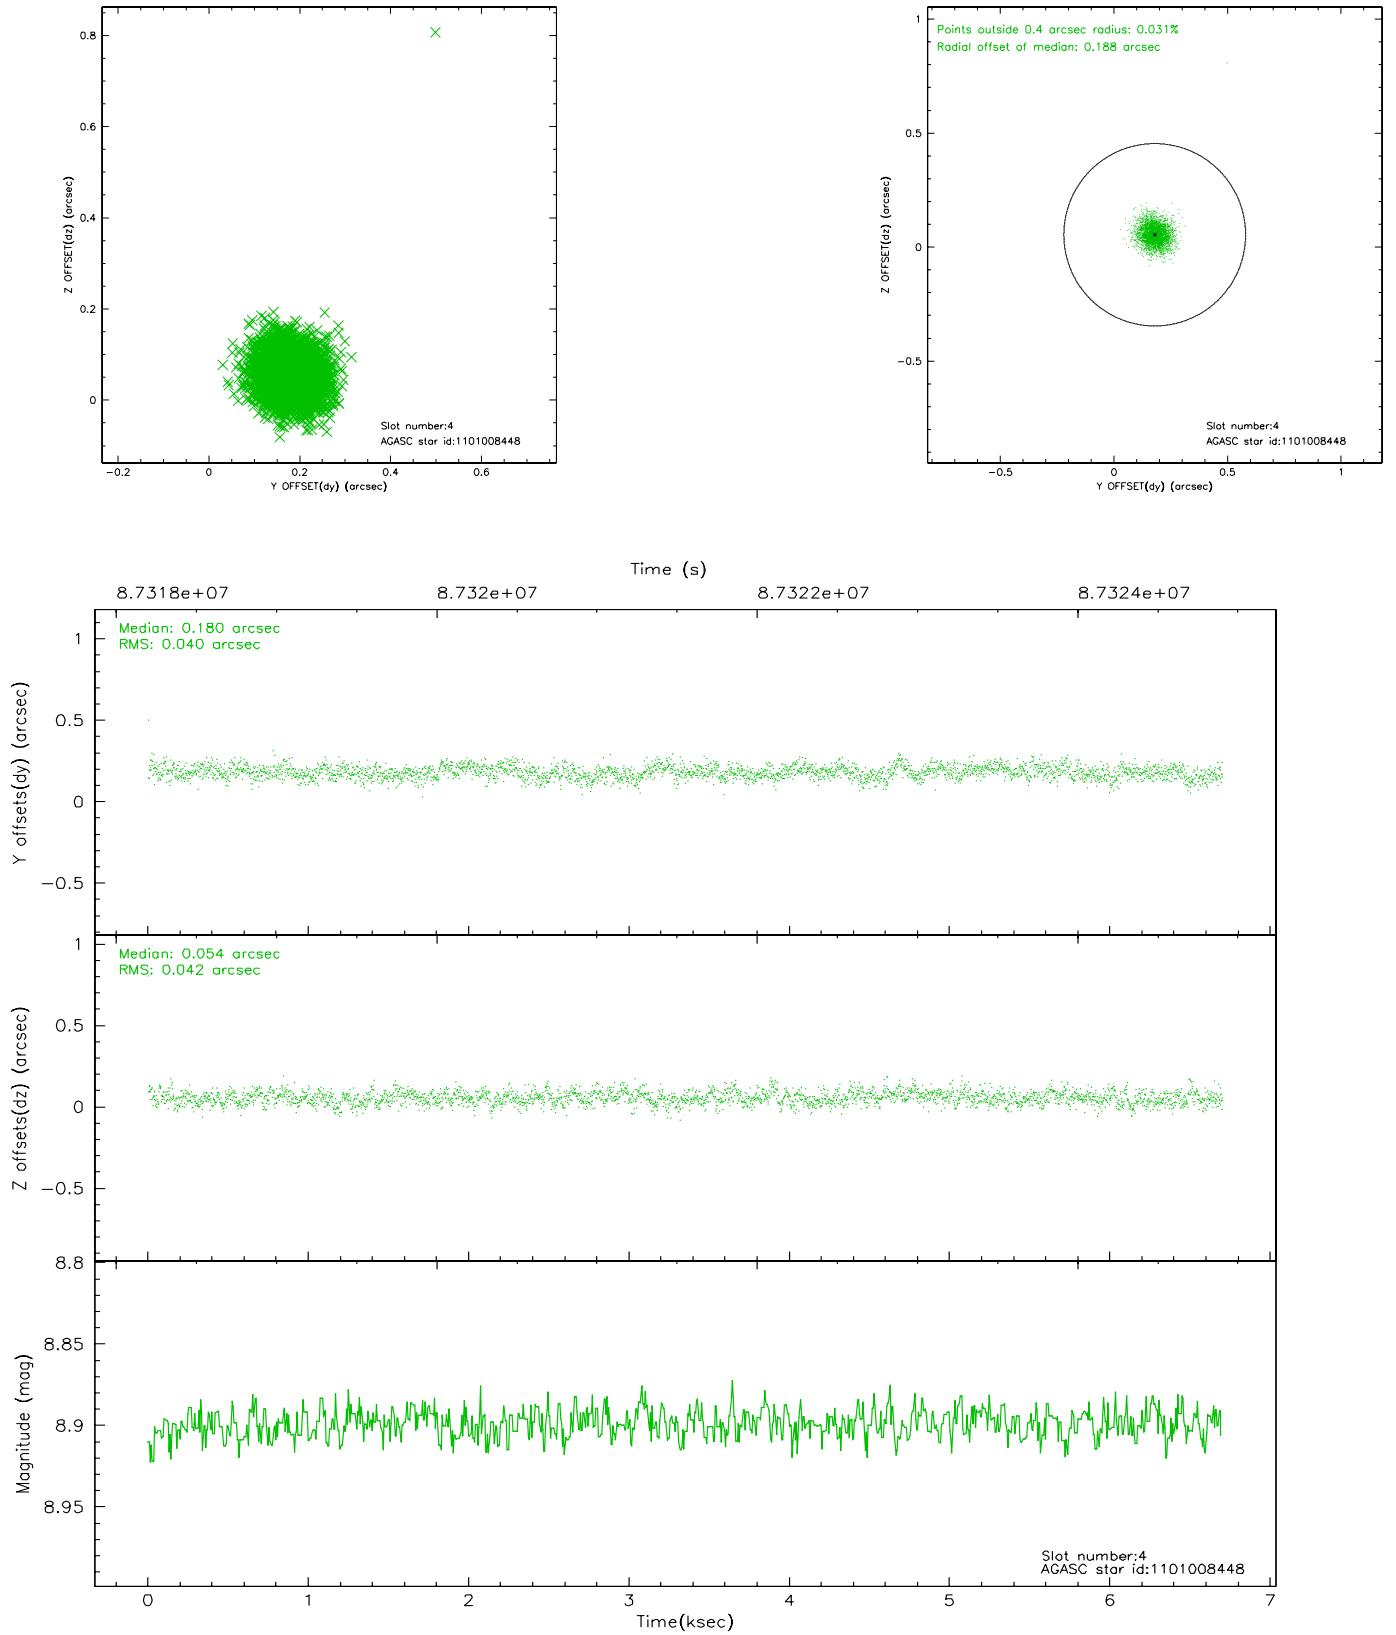 0.8
0.6
0.4
0.2
0
-0.2
0
0.2
0.4
0.6
Z OFFSET(dz) (arcsec)
Y OFFSET(dy) (arcsec)
Slot number:4
AGASC star id:1101008448
Points outside 0.4 arcsec radius: 0.031%
Radial offset of median: 0.188 arcsec
1
0.5
0
-0.5
-0.5
0
0.5
1
Z OFFSET(dz) (arcsec)
Y OFFSET(dy) (arcsec)
Slot number:4
AGASC star id:1101008448
Time (s)
8.7318e+07
8.732e+07
8.7322e+07
8.7324e+07
Median: 0.180 arcsec
RMS: 0.040 arcsec
1
0.5
0
-0.5
Y offsets(dy) (arcsec)
Median: 0.054 arcsec
RMS: 0.042 arcsec
1
0.5
0
-0.5
Z offsets(dz) (arcsec)
8.8
8.85
8.9
8.95
Magnitude (mag)
Slot number:4
AGASC star id:1101008448
0
1
2
3
4
5
6
7
Time(ksec)